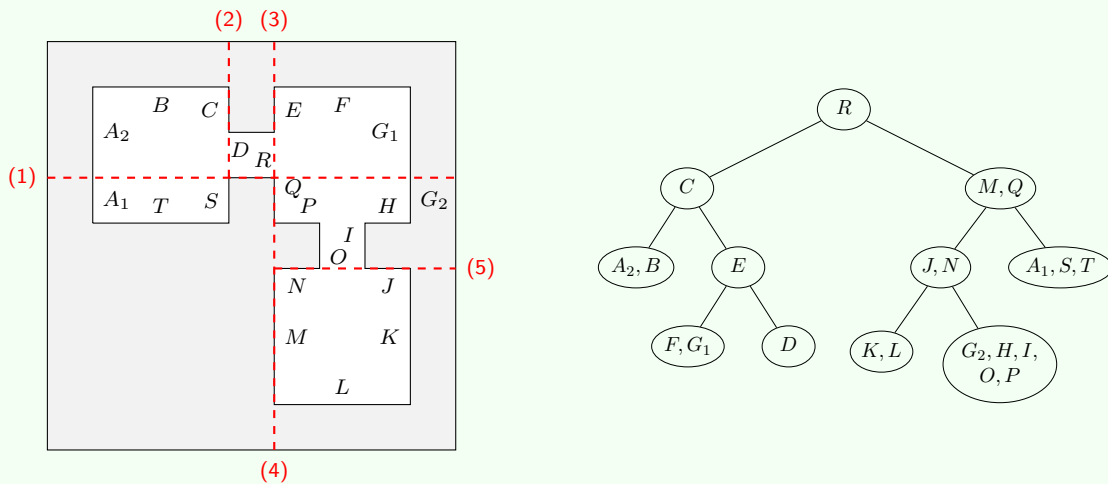 (2) (3)
B C E F
A₂ G₁
D R
(1)
A₁ T S Q P H G₂
I
O (5)
N J
M K
L
(4)
R
C M, Q
A₂, B E J, N A₁, S, T
F, G₁ D K, L G₂, H, I,
O, P